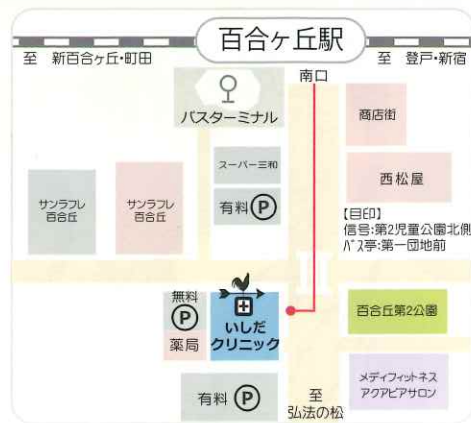 百合ヶ丘駅
至 新百合ヶ丘・町田
至 登戸・新宿
南口
バスターミナル
商店街
スーパー三和
西松屋
サンラフレ
百合丘
サンラフレ
百合丘
有料 P
【目印】
信号:第2児童公園北側
バス亭:第一団地前
無料
P
薬局
いしだ
クリニック
百合丘第2公園
有料 P
至
弘法の松
メディフィットネス
アクアピアサロン